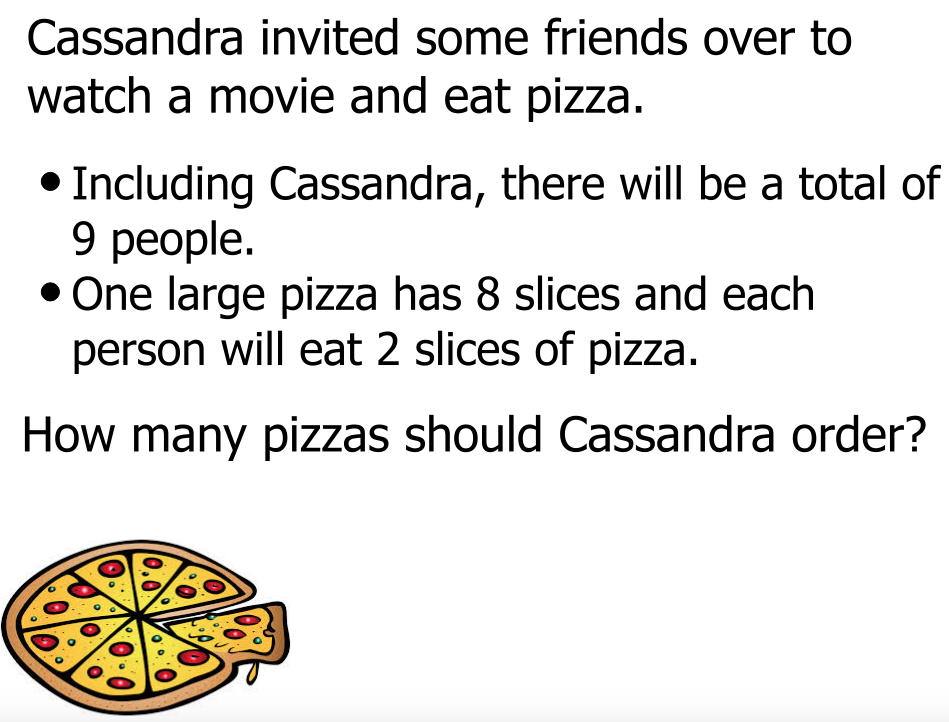 Cassandra invited some friends over to
watch a movie and eat pizza.
• Including Cassandra, there will be a total of
9 people.
• One large pizza has 8 slices and each
person will eat 2 slices of pizza.
How many pizzas should Cassandra order?